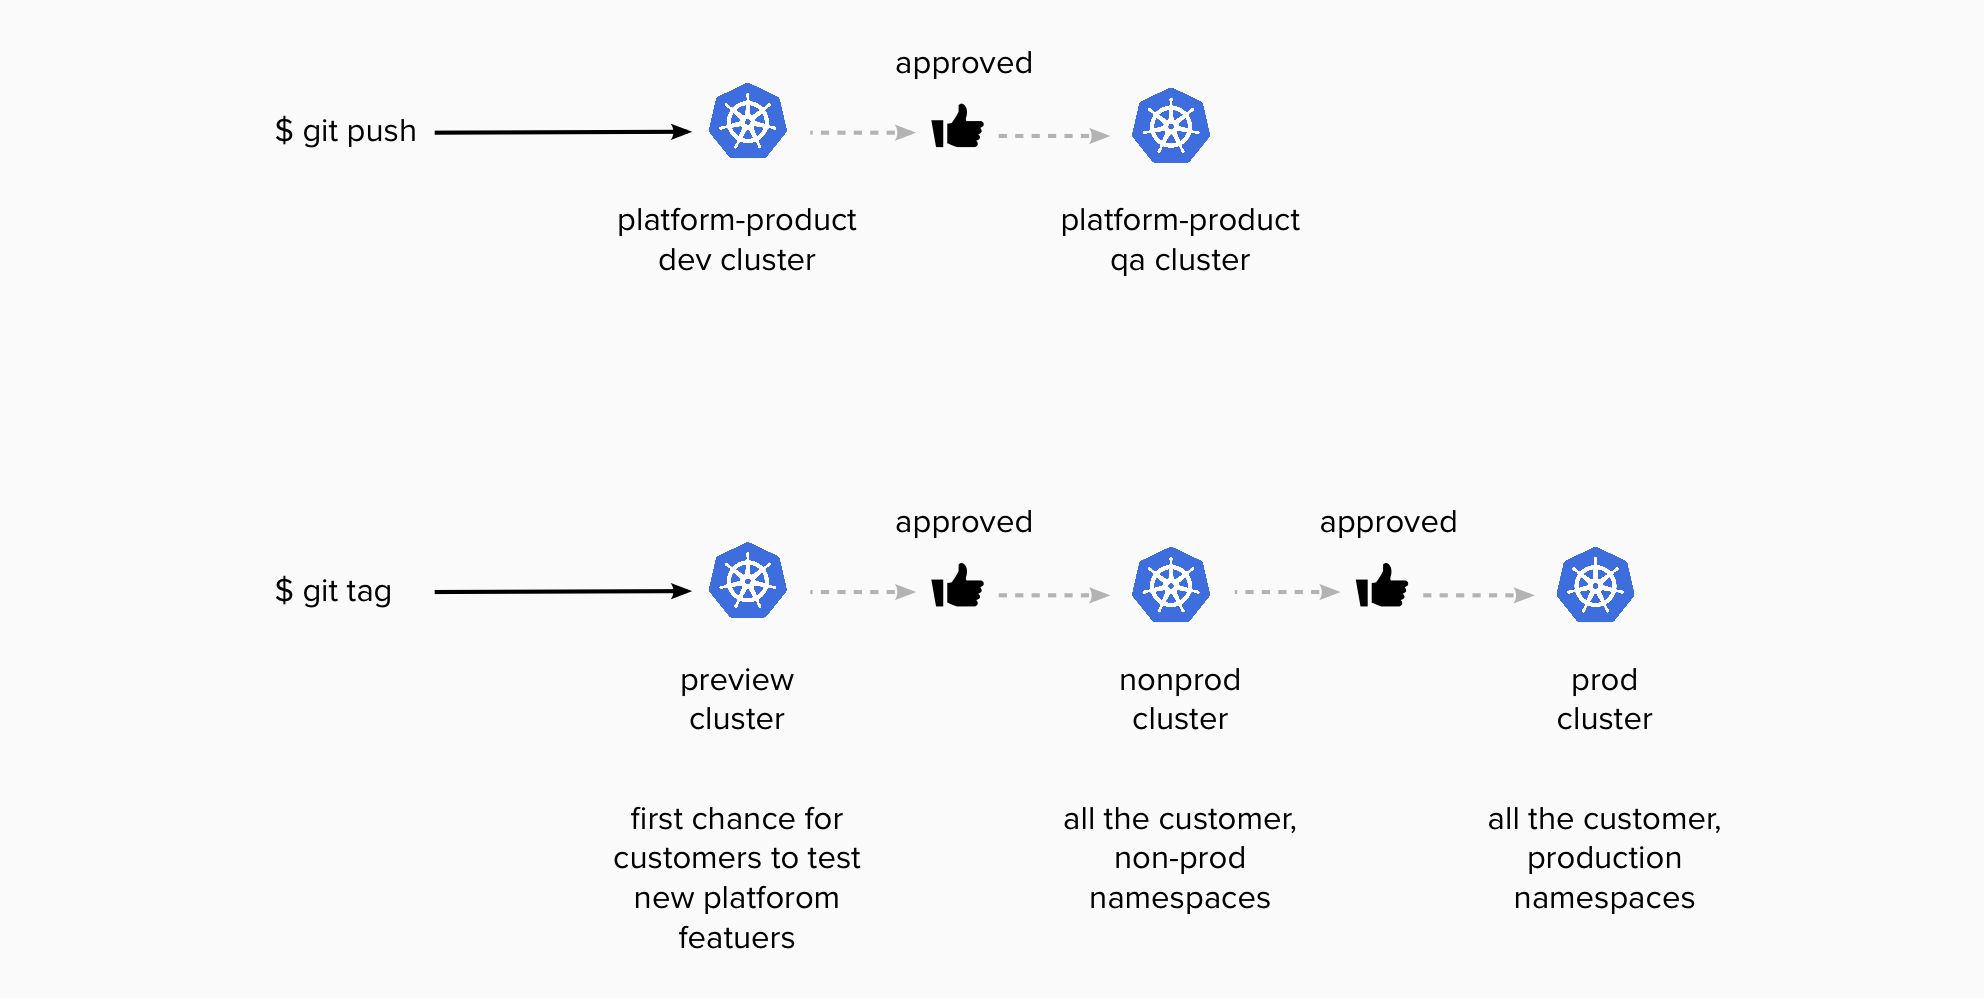 approved
$ git push
platform-product
dev cluster
platform-product
qa cluster
approved
approved
$ git tag
preview
cluster
nonprod
cluster
prod
cluster
first chance for
customers to test
new platforom
featuers
all the customer,
non-prod
namespaces
all the customer,
production
namespaces